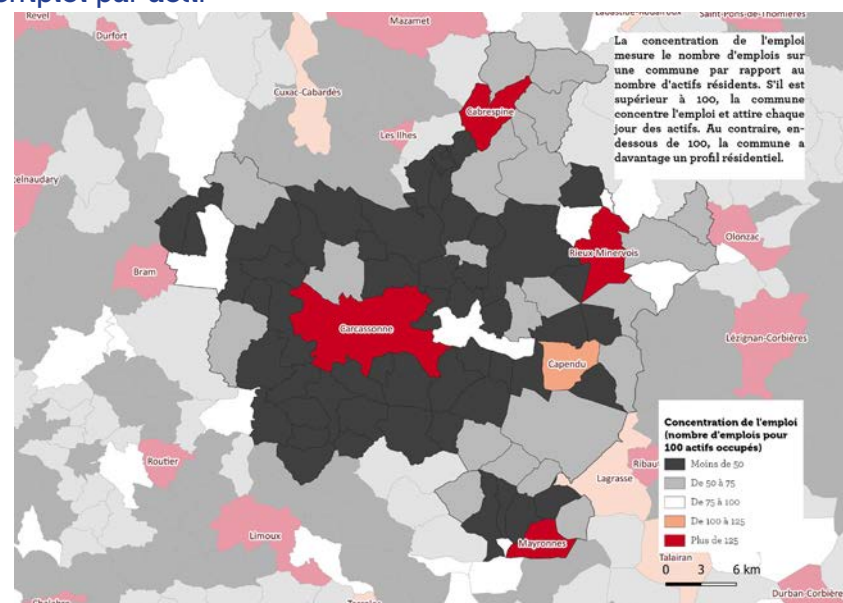 emploi par actif
Revel
Durfort
Mazamet
Labastide-Rouairoux
Saint-Pons-de-Thomières
La concentration de l'emploi
mesure le nombre d'emplois sur
une commune par rapport au
nombre d'actifs résidents. S'il est
supérieur à 100, la commune
concentre l'emploi et attire chaque
jour des actifs. Au contraire, en-
dessous de 100, la commune a
davantage un profil résidentiel.
Cuxac-Cabardès
Cabrespine
Les Ilhes
telnaudary
Bram
Rieux-Minervois
Olonzac
Carcassonne
Lézignan-Corbières
Capendu
Concentration de l'emploi
(nombre d'emplois pour
100 actifs occupés)
Moins de 50
De 50 à 75
De 75 à 100
De 100 à 125
Plus de 125
Routier
Ribau
Lagrasse
Limoux
Mayronnes
Talairan
0 3 6 km
Durban-Corbière